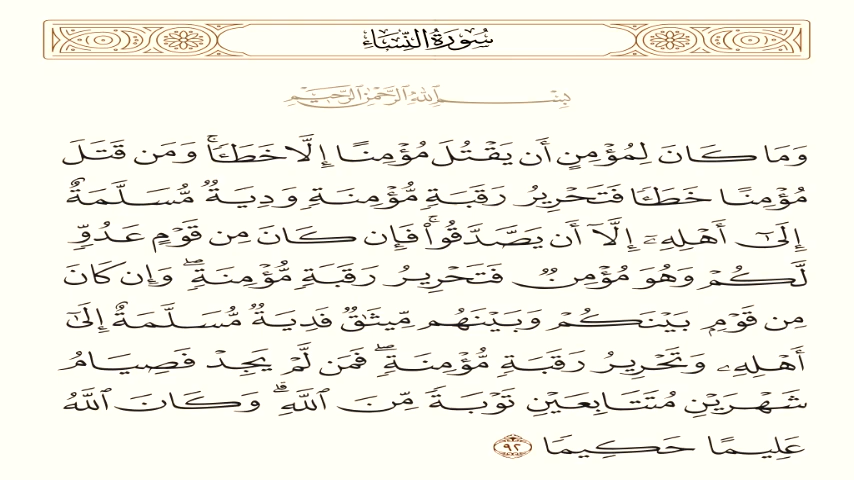 سُورَةُ النِّسَاءِ
بِسْمِ ٱللَّهِ ٱلرَّحْمَٰنِ ٱلرَّحِيمِ
وَمَا كَانَ لِمُؤْمِنٍ أَن يَقْتُلَ مُؤْمِنًا إِلَّا خَطَـًٔا ۚ وَمَن قَتَلَ
مُؤْمِنًا خَطَـًٔا فَتَحْرِيرُ رَقَبَةٍ مُّؤْمِنَةٍ وَدِيَةٌ مُّسَلَّمَةٌ
إِلَىٰٓ أَهْلِهِۦٓ إِلَّآ أَن يَصَّدَّقُوا۟ ۚ فَإِن كَانَ مِن قَوْمٍ عَدُوٍّ
لَّكُمْ وَهُوَ مُؤْمِنٌ فَتَحْرِيرُ رَقَبَةٍ مُّؤْمِنَةٍ ۖ وَإِن كَانَ
مِن قَوْمٍۭ بَيْنَكُمْ وَبَيْنَهُم مِّيثَٰقٌ فَدِيَةٌ مُّسَلَّمَةٌ إِلَىٰٓ
أَهْلِهِۦ وَتَحْرِيرُ رَقَبَةٍ مُّؤْمِنَةٍ ۖ فَمَن لَّمْ يَجِدْ فَصِيَامُ
شَهْرَيْنِ مُتَتَابِعَيْنِ تَوْبَةً مِّنَ ٱللَّهِ ۗ وَكَانَ ٱللَّهُ
عَلِيمًا حَكِيمًا ٩٢